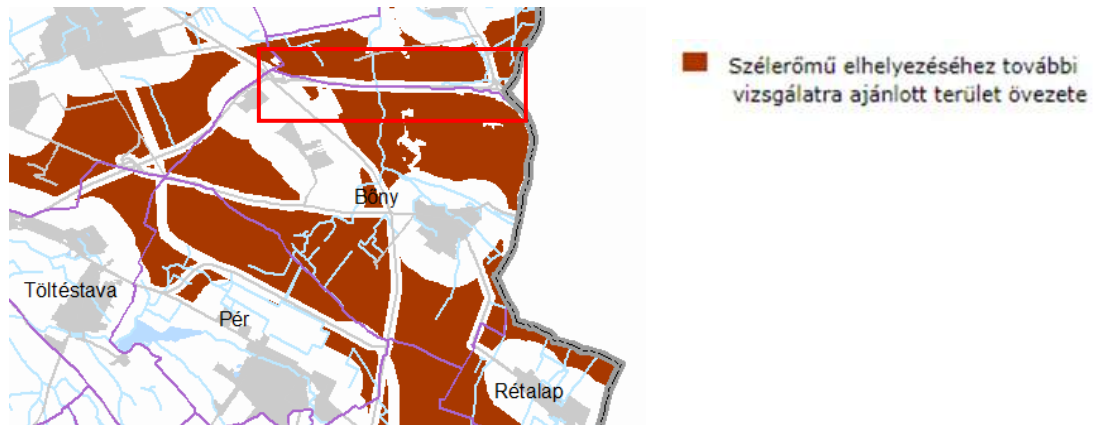 Szélerőmű elhelyezéséhez további
vizsgálatra ajánlott terület övezete
Bőny
Töltéstava
Pér
Rétalap